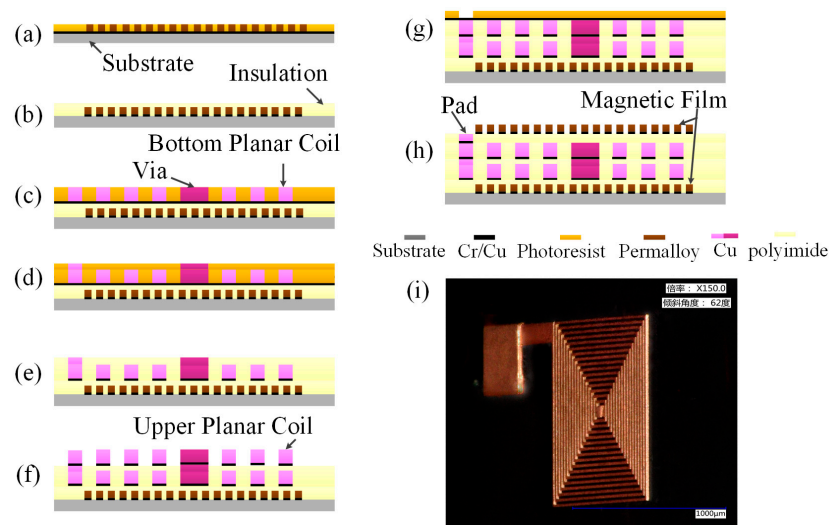 (a)
Substrate
Insulation
(b)
Bottom Planar Coil
Via
(c)
(d)
(e)
Upper Planar Coil
(f)
(g)
Pad
Magnetic Film
(h)
Substrate Cr/Cu Photoresist Permalloy Cu polyimide
(i)
倍率： X150.0
倾斜角度： 62度
1000μm